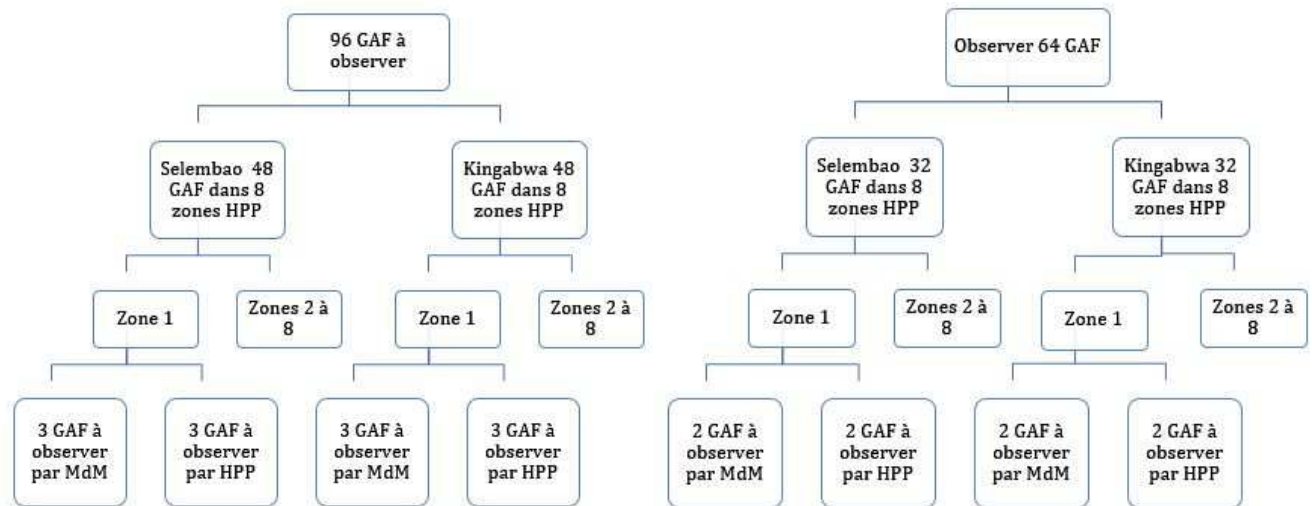 96 GAF à
observer
Selembao 48
GAF dans 8
zones HPP
Kingabwa 48
GAF dans 8
zones HPP
Zone 1
Zones 2 à
8
Zone 1
Zones 2 à
8
3 GAF à
observer
par MdM
3 GAF à
observer
par HPP
3 GAF à
observer
par MdM
3 GAF à
observer
par HPP
Observer 64 GAF
Selembao 32
GAF dans 8
zones HPP
Kingabwa 32
GAF dans 8
zones HPP
Zone 1
Zones 2 à
8
Zone 1
Zones 2 à
8
2 GAF à
observer
par MdM
2 GAF à
observer
par HPP
2 GAF à
observer
par MdM
2 GAF à
observer
par HPP